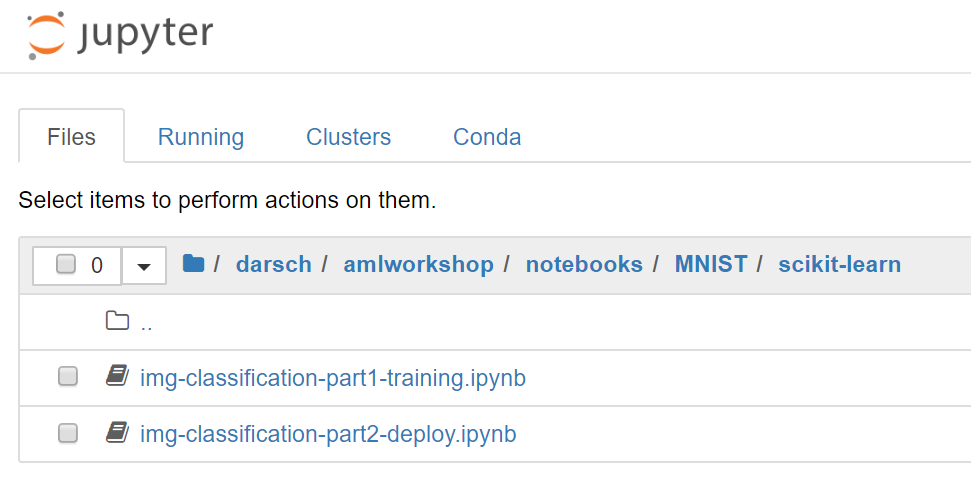 jupyter
Files Running Clusters Conda
Select items to perform actions on them.
0 / darsch / amlworkshop / notebooks / MNIST / scikit-learn
..
img-classification-part1-training.ipynb
img-classification-part2-deploy.ipynb